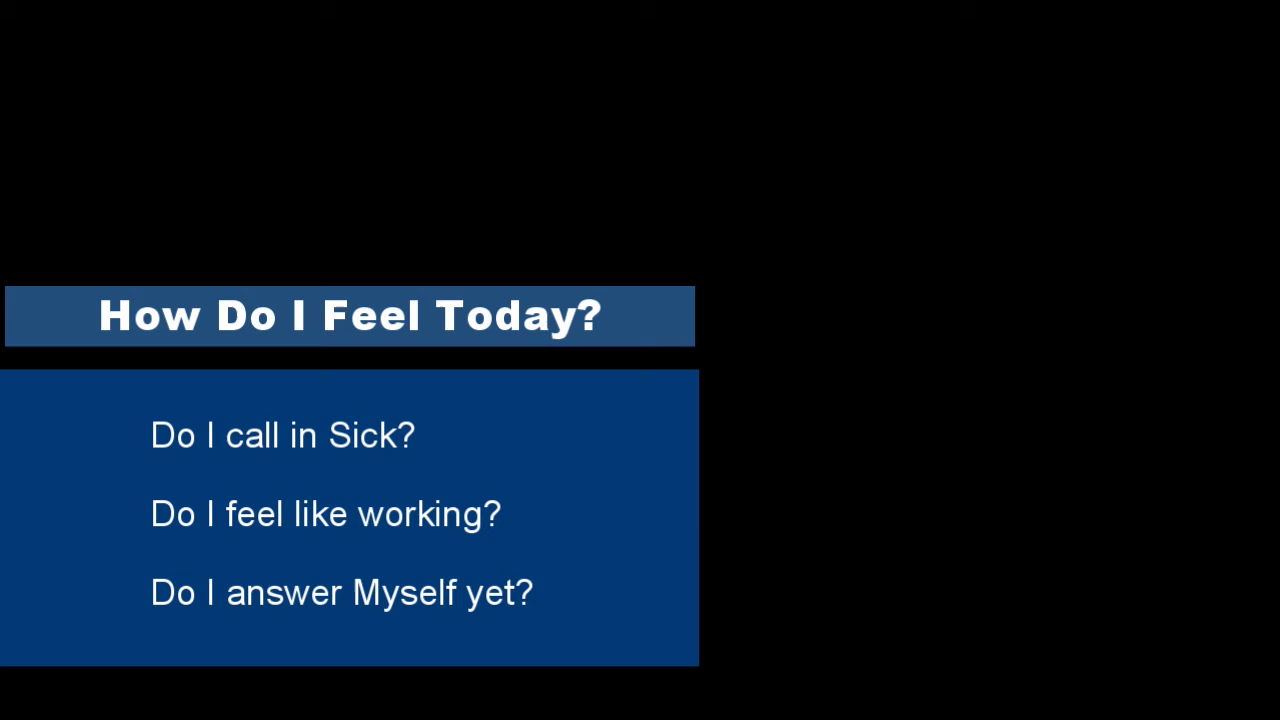 How Do I Feel Today?
Do I call in Sick?
Do I feel like working?
Do I answer Myself yet?